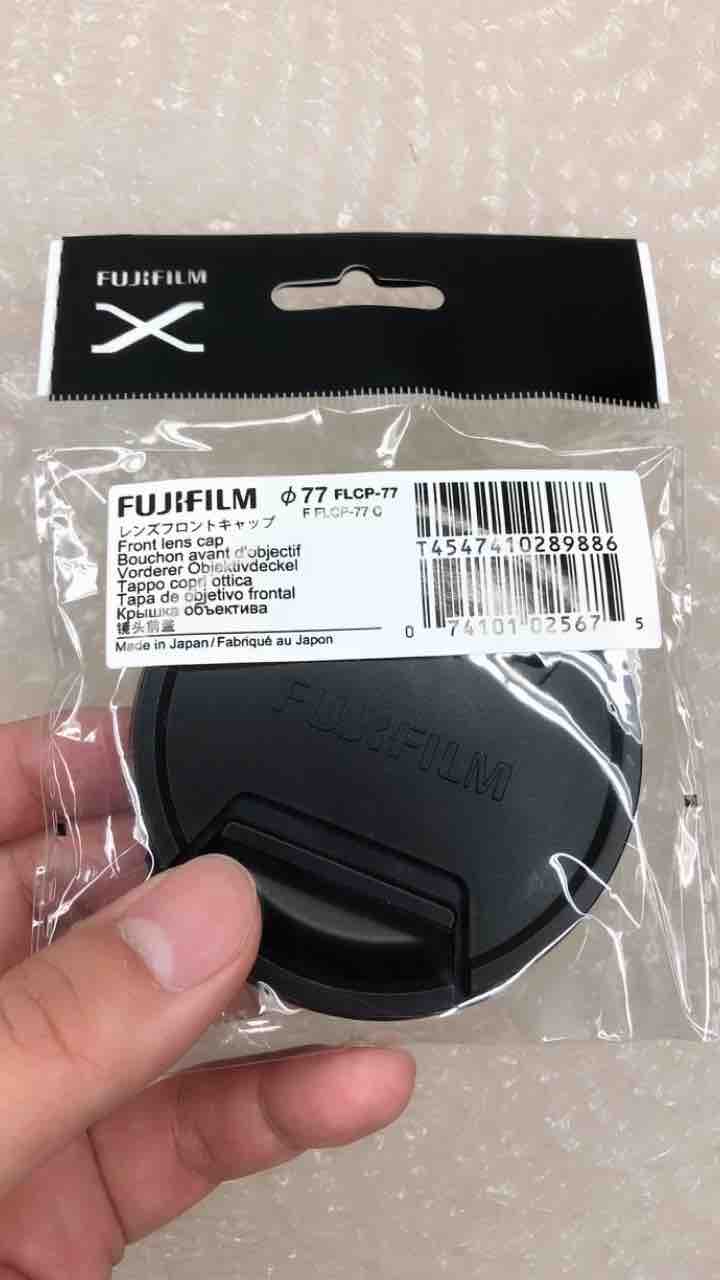 FUJIFILM
X
FUJIFILM φ77 FLCP-77
F FLCP-77 C
レンズフロントキャップ
Front lens cap
Bouchon avant d'objectif
Vorderer Objektivdeckel
Tappo copri ottica
Tapa de objetivo frontal
Крышка объектива
镜头前盖
Made in Japan/Fabriqué au Japon
T4547410289886
0 74101 02567 5
FUJIFILM